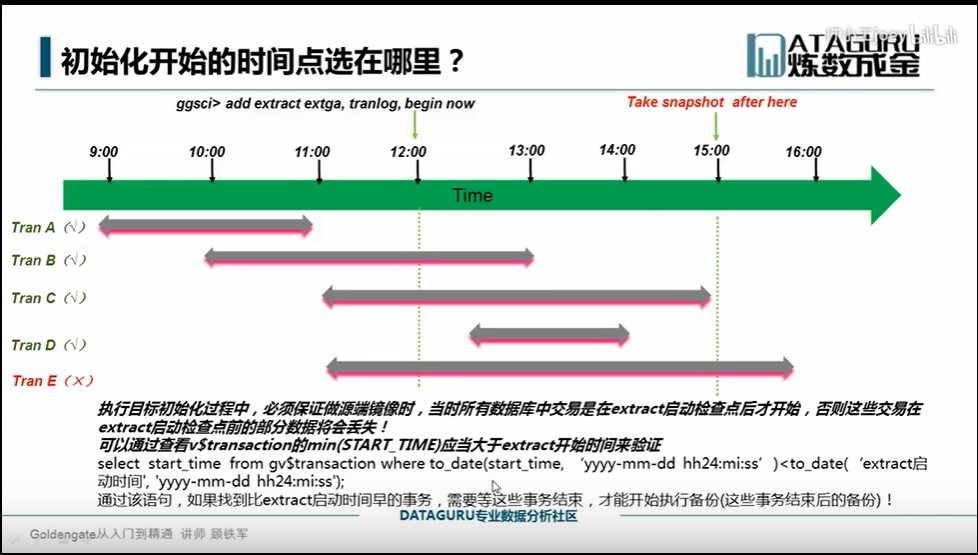 初始化开始的时间点选在哪里？
ATAGURU
炼数成金
ggsci> add extract extga, tranlog, begin now
Take snapshot after here
9:00 10:00 11:00 12:00 13:00 14:00 15:00 16:00
Time
Tran A（√）
Tran B（√）
Tran C（√）
Tran D（√）
Tran E（×）
执行目标初始化过程中，必须保证做源端镜像时，当时所有数据库中交易是在extract启动检查点后才开始，否则这些交易在
extract启动检查点前的部分数据将会丢失！
可以通过查看v$transaction的min(START_TIME)应当大于extract开始时间来验证
select start_time from gv$transaction where to_date(start_time, ‘yyyy-mm-dd hh24:mi:ss’)<to_date(‘extract启
动时间', 'yyyy-mm-dd hh24:mi:ss');
通过该语句，如果找到比extract启动时间早的事务，需要等这些事务结束，才能开始执行备份(这些事务结束后的备份)！
DATAGURU专业数据分析社区
Goldengate从入门到精通 讲师 顾铁军